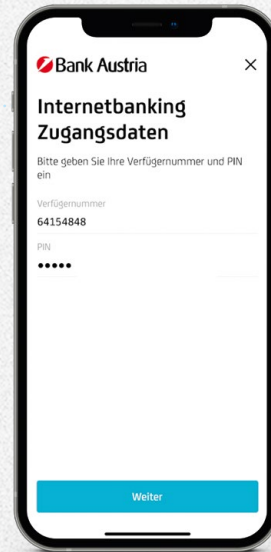 Bank Austria
Internetbanking
Zugangsdaten
Bitte geben Sie Ihre Verfügernummer und PIN
ein
Verfügernummer
64154848
PIN
•••••
Weiter